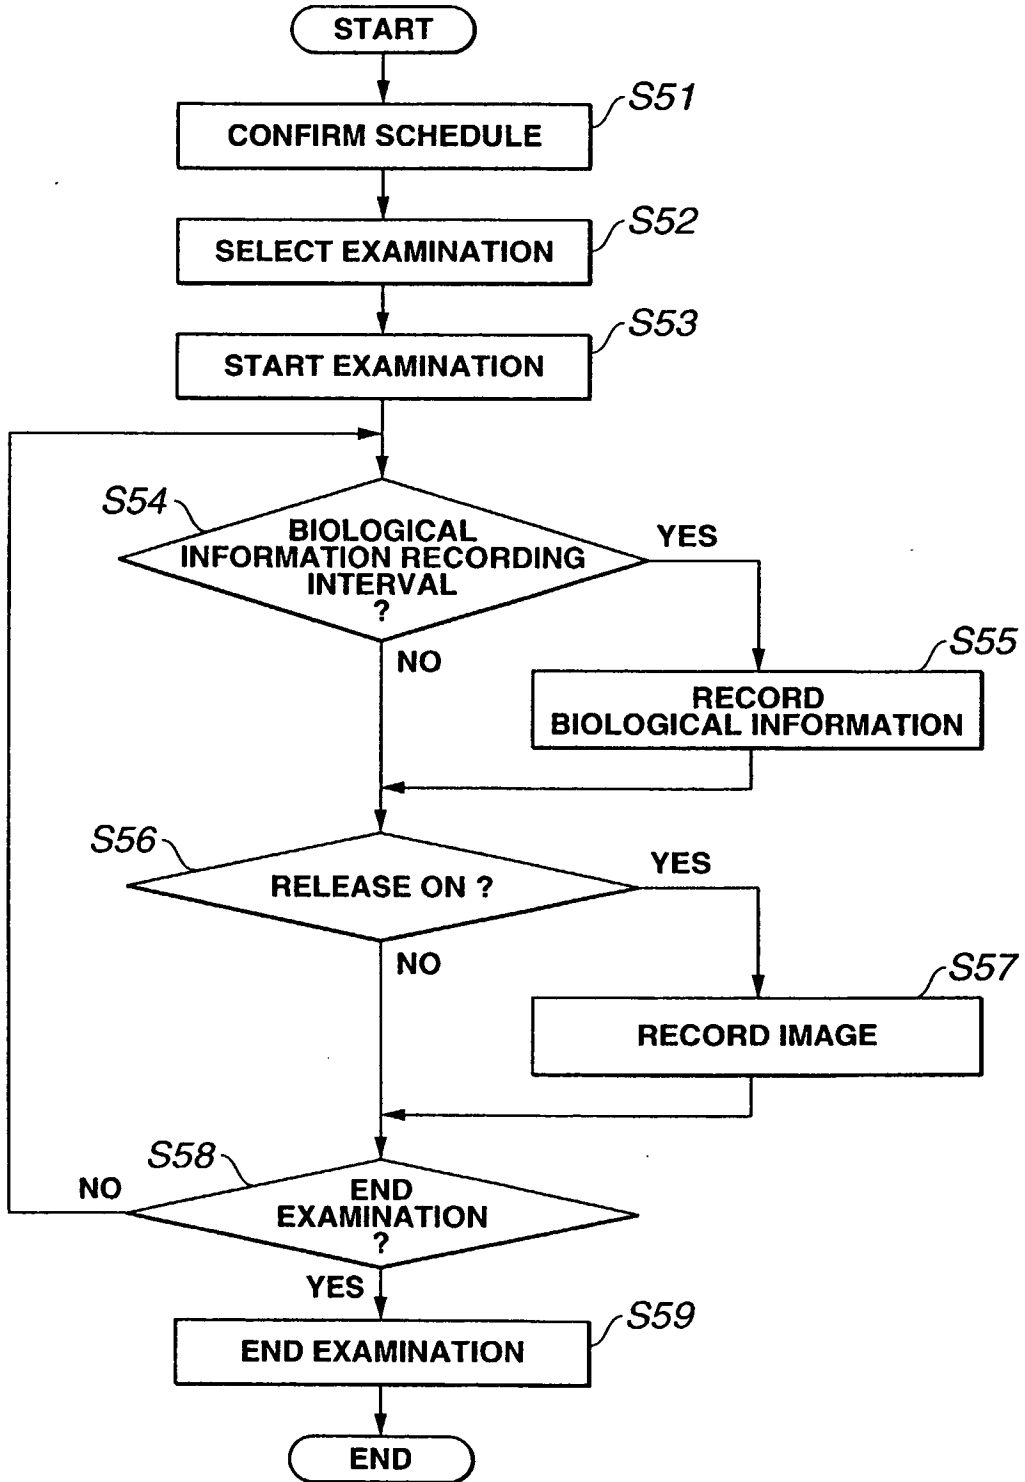 START
S51
CONFIRM SCHEDULE
S52
SELECT EXAMINATION
S53
START EXAMINATION
S54
BIOLOGICAL
INFORMATION RECORDING
INTERVAL
?
YES
NO
S55
RECORD
BIOLOGICAL INFORMATION
S56
RELEASE ON ?
YES
NO
S57
RECORD IMAGE
S58
NO
END
EXAMINATION
?
YES
S59
END EXAMINATION
END